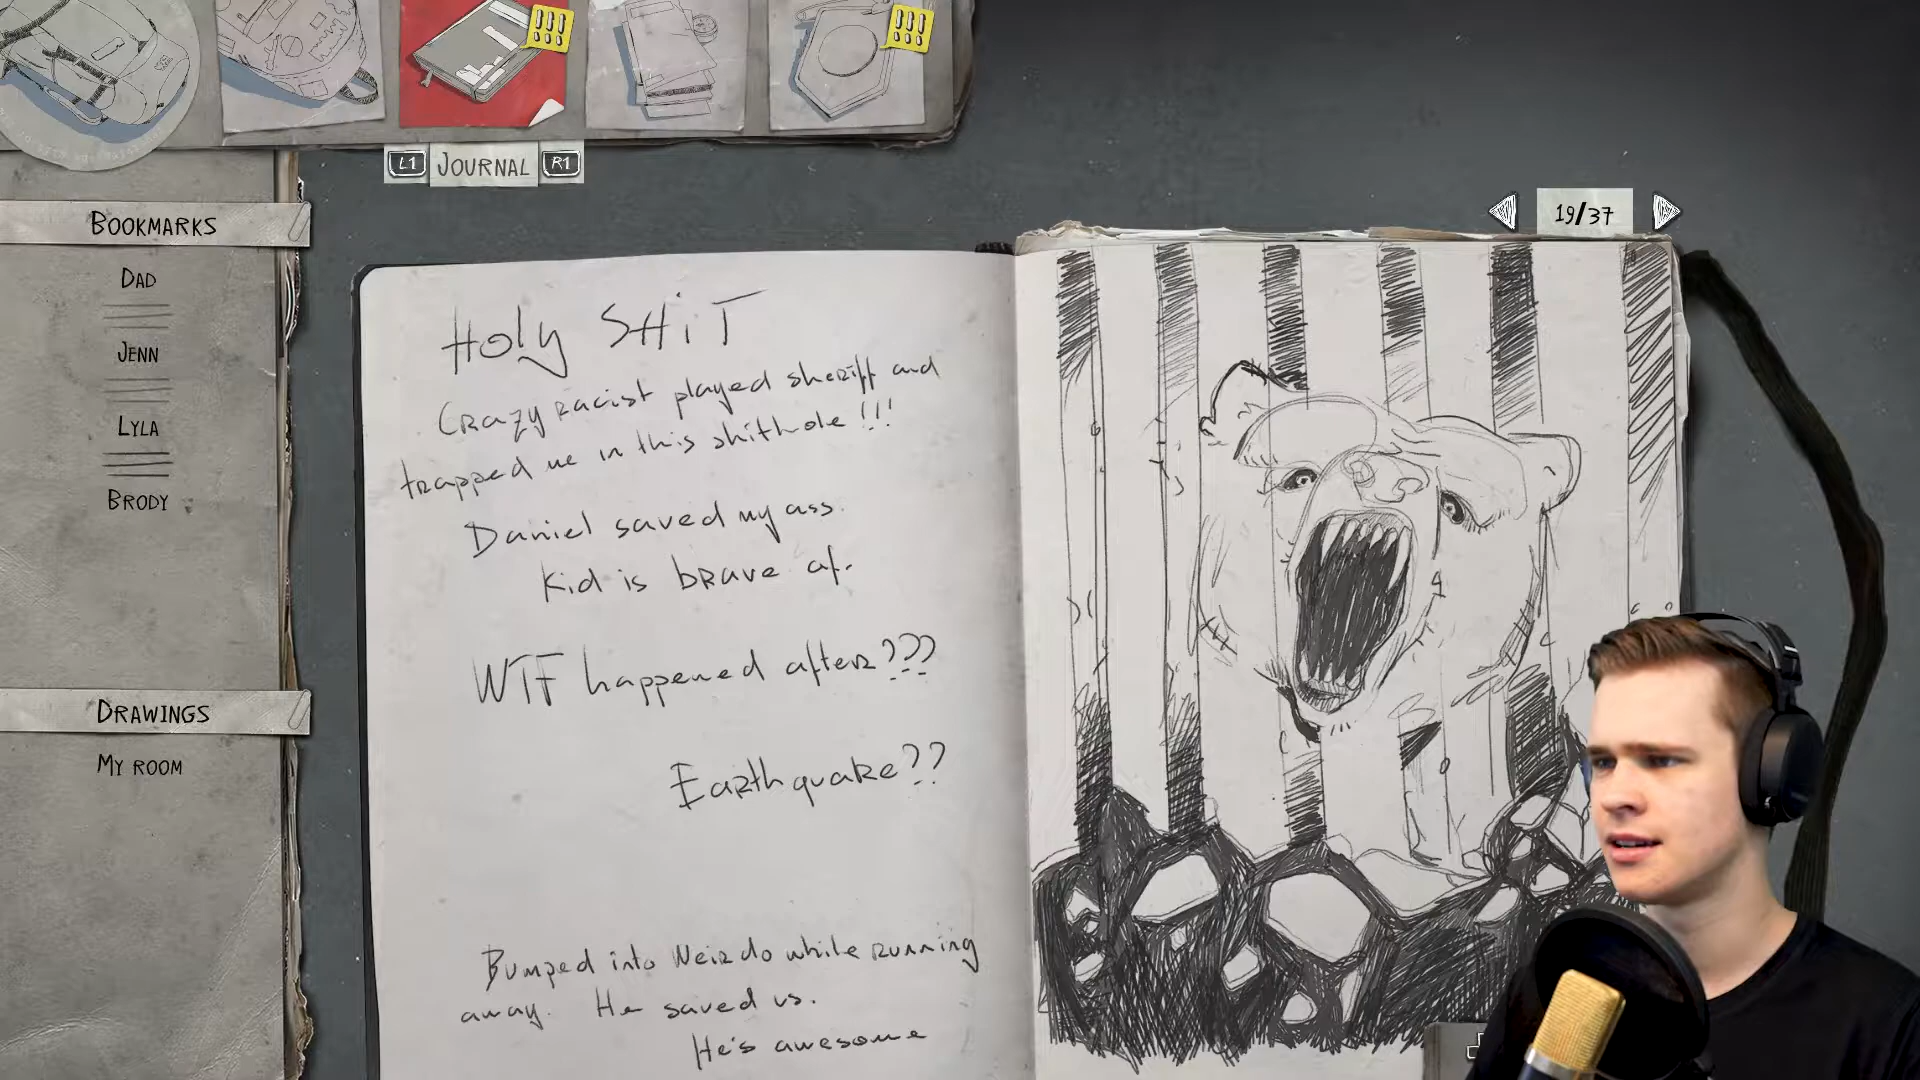 L1 JOURNAL R1
BOOKMARKS
DAD
JENN
LYLA
BRODY
DRAWINGS
MY ROOM
19/37
HOLY SHIT
Crazy racist played sheriff and
trapped me in this shithole!!!
Daniel saved my ass.
Kid is brave af.
WTF happened after???
Earthquake??
Bumped into Weirdo while running
away. He saved us.
He's awesome